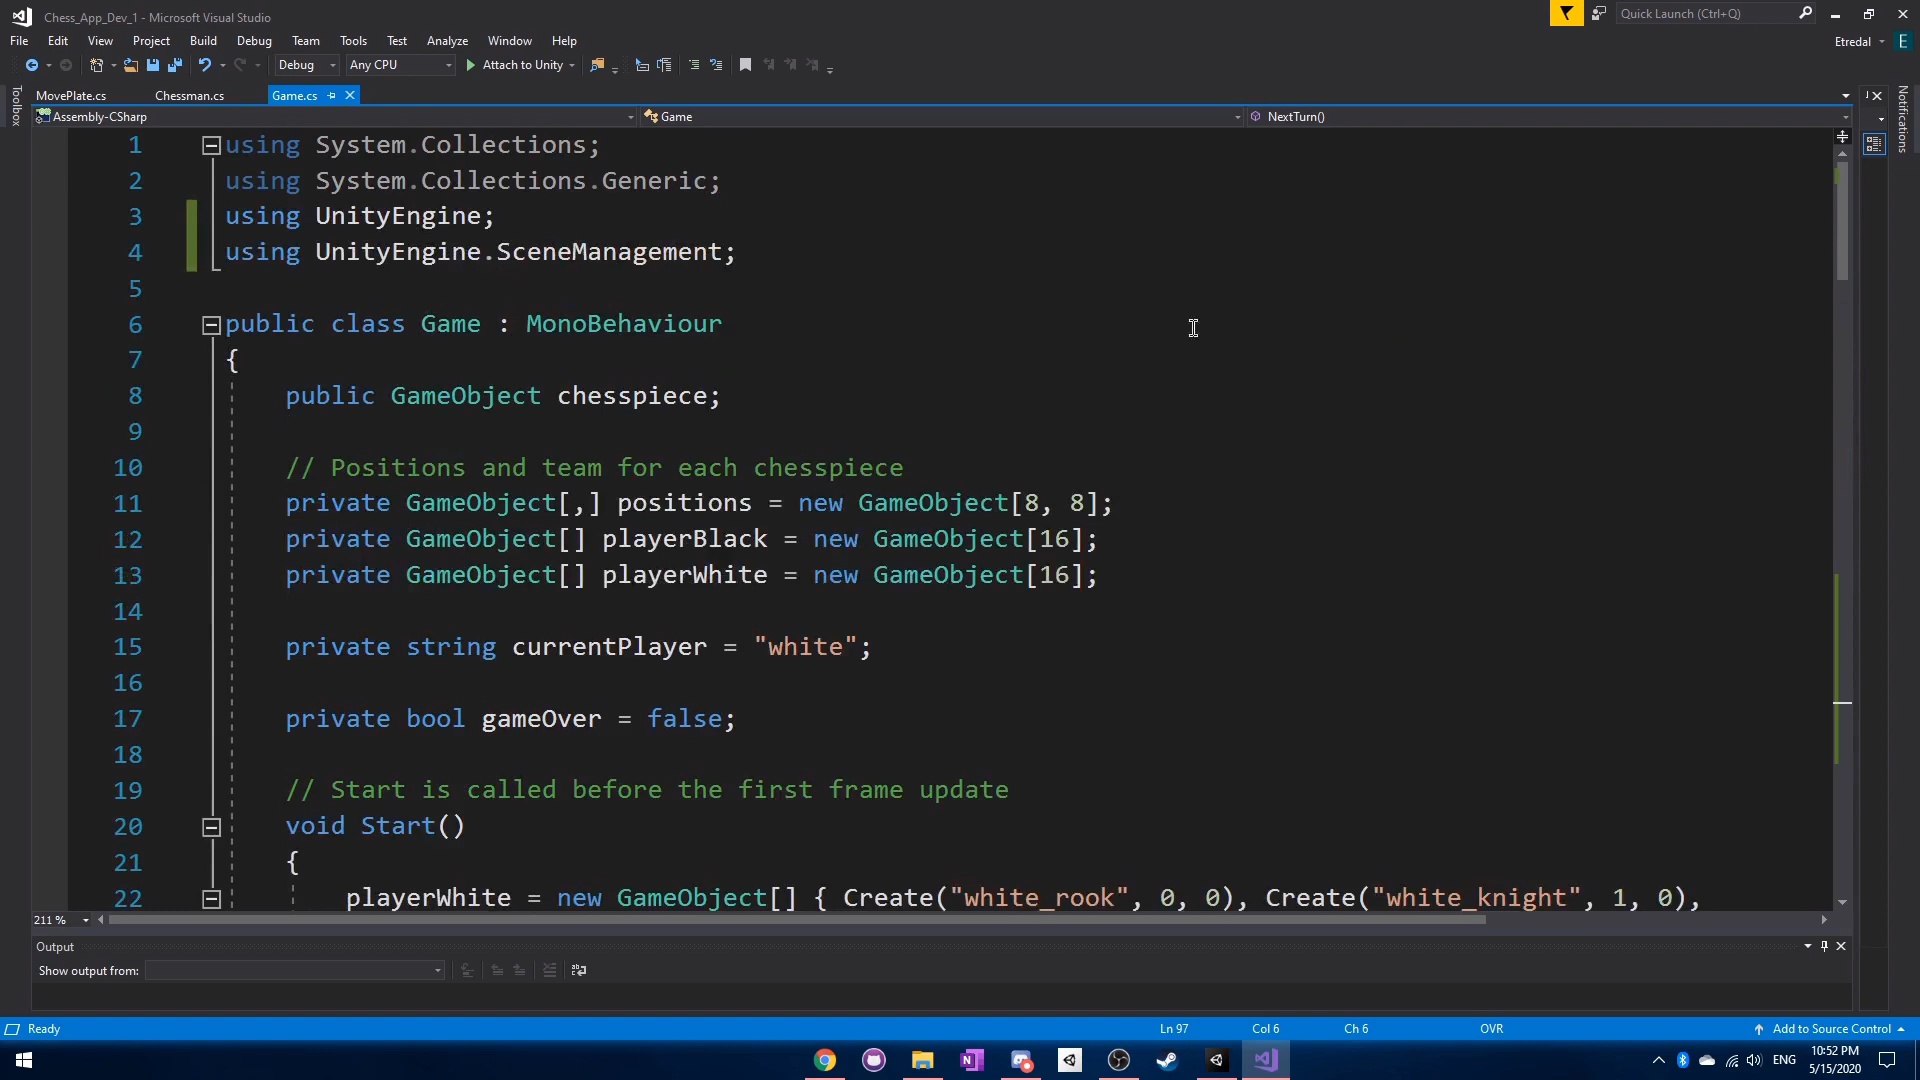 Chess_App_Dev_1 - Microsoft Visual Studio
Quick Launch (Ctrl+Q)
File Edit View Project Build Debug Team Tools Test Analyze Window Help
Etredal E
Debug Any CPU Attach to Unity
MovePlate.cs Chessman.cs Game.cs
Toolbox
Notifications
Assembly-CSharp Game NextTurn()
1 using System.Collections;
2 using System.Collections.Generic;
3 using UnityEngine;
4 using UnityEngine.SceneManagement;
5
6 public class Game : MonoBehaviour
7 {
8 public GameObject chesspiece;
9
10 // Positions and team for each chesspiece
11 private GameObject[,] positions = new GameObject[8, 8];
12 private GameObject[] playerBlack = new GameObject[16];
13 private GameObject[] playerWhite = new GameObject[16];
14
15 private string currentPlayer = "white";
16
17 private bool gameOver = false;
18
19 // Start is called before the first frame update
20 void Start()
21 {
22 playerWhite = new GameObject[] { Create("white_rook", 0, 0), Create("white_knight", 1, 0),
211 %
Output
Show output from:
Ready Ln 97 Col 6 Ch 6 OVR Add to Source Control
ENG 10:52 PM
5/15/2020